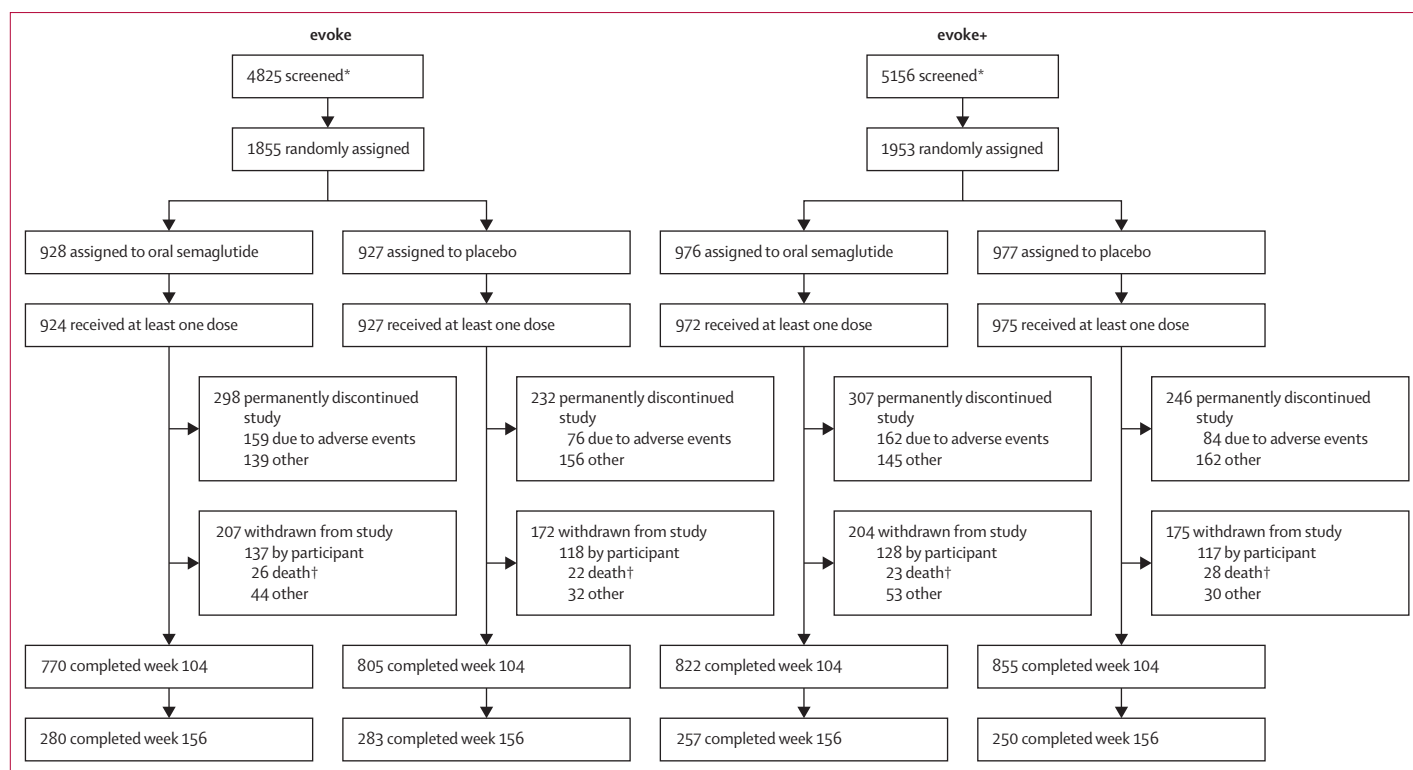 evoke
4825 screened*
1855 randomly assigned
928 assigned to oral semaglutide
927 assigned to placebo
924 received at least one dose
927 received at least one dose
298 permanently discontinued
study
159 due to adverse events
139 other
232 permanently discontinued
study
76 due to adverse events
156 other
207 withdrawn from study
137 by participant
26 death†
44 other
172 withdrawn from study
118 by participant
22 death†
32 other
770 completed week 104
805 completed week 104
280 completed week 156
283 completed week 156
evoke+
5156 screened*
1953 randomly assigned
976 assigned to oral semaglutide
977 assigned to placebo
972 received at least one dose
975 received at least one dose
307 permanently discontinued
study
162 due to adverse events
145 other
246 permanently discontinued
study
84 due to adverse events
162 other
204 withdrawn from study
128 by participant
23 death†
53 other
175 withdrawn from study
117 by participant
28 death†
30 other
822 completed week 104
855 completed week 104
257 completed week 156
250 completed week 156